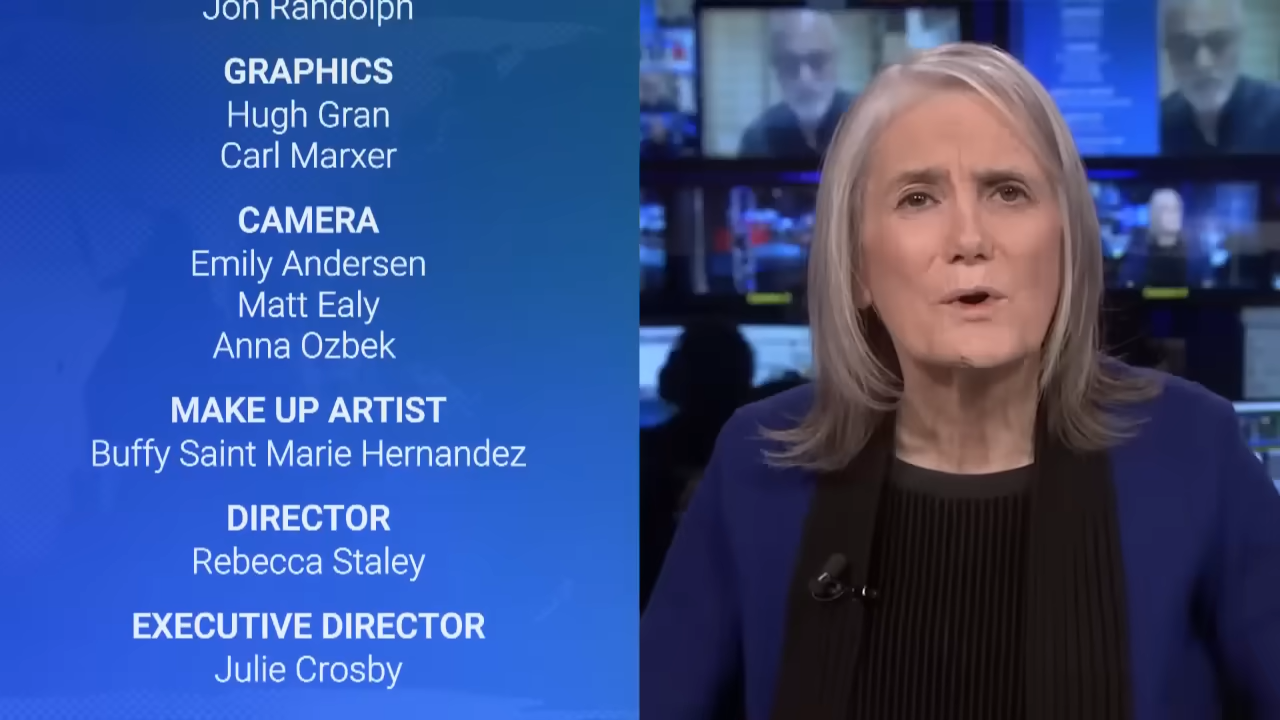 Jon Randolph
GRAPHICS
Hugh Gran
Carl Marxer
CAMERA
Emily Andersen
Matt Ealy
Anna Ozbek
MAKE UP ARTIST
Buffy Saint Marie Hernandez
DIRECTOR
Rebecca Staley
EXECUTIVE DIRECTOR
Julie Crosby